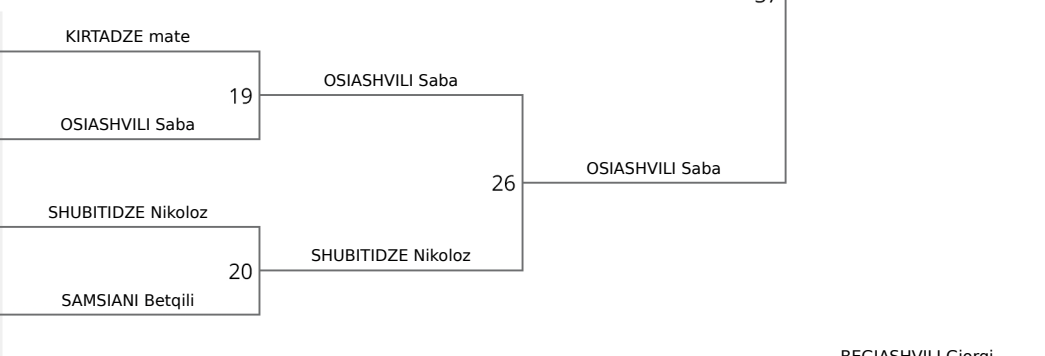 KIRTADZE mate
OSIASHVILI Saba
19
OSIASHVILI Saba
OSIASHVILI Saba
26
SHUBITIDZE Nikoloz
SHUBITIDZE Nikoloz
20
SAMSIANI Betqili